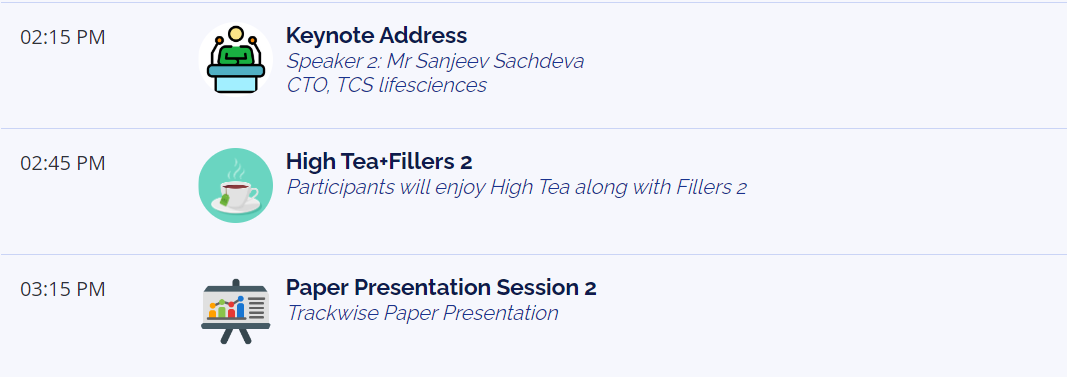 02:15 PM
Keynote Address
Speaker 2: Mr Sanjeev Sachdeva
CTO, TCS lifesciences
02:45 PM
High Tea+Fillers 2
Participants will enjoy High Tea along with Fillers 2
03:15 PM
Paper Presentation Session 2
Trackwise Paper Presentation